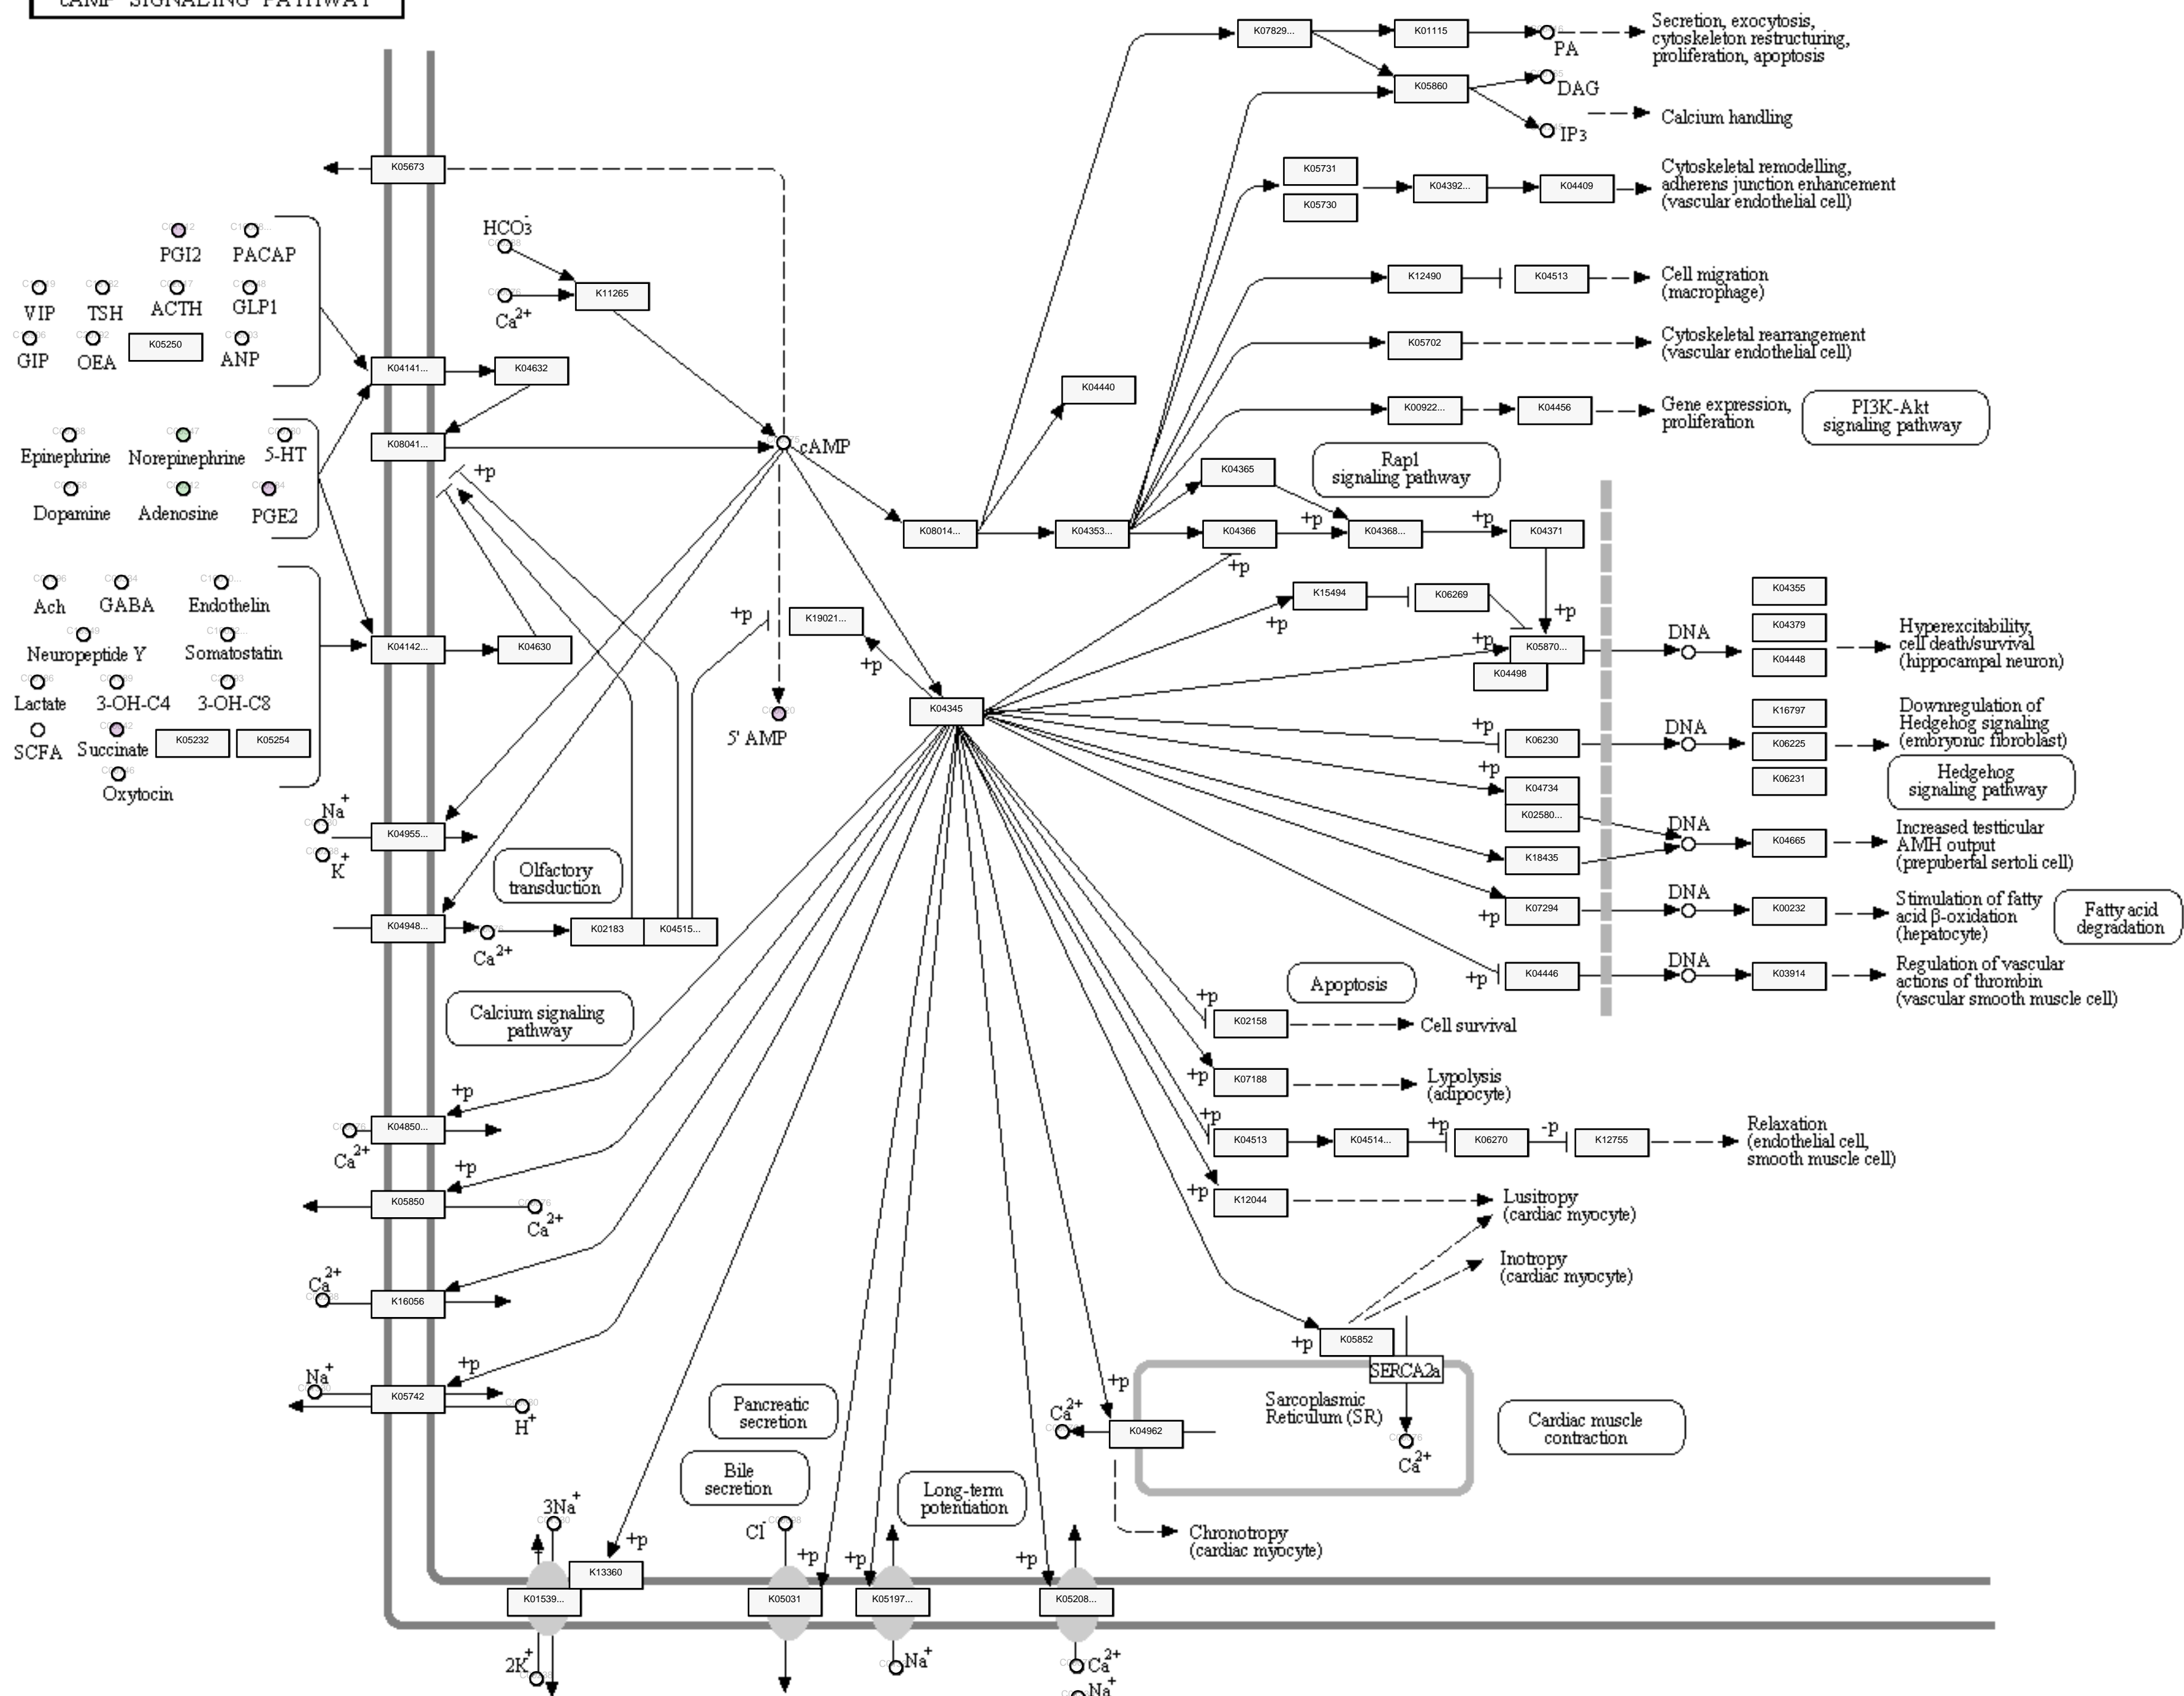 cAMP SIGNALING PATHWAY
K07829...
K01115
PA
Secretion, exocytosis,
cytoskeleton restructuring,
proliferation, apoptosis
K05860
DAG
IP3
Calcium handling
K05673
K05731
K05730
K04392...
K04409
Cytoskeletal remodelling,
adherens junction enhancement
(vascular endothelial cell)
HCO3-
PGI2
PACAP
Ca2+
K11265
K12490
K04513
Cell migration
(macrophage)
VIP
TSH
ACTH
GLP1
GIP
OEA
K05250
ANP
K04141...
K04632
K05702
Cytoskeletal rearrangement
(vascular endothelial cell)
K04440
K00922...
K04456
Gene expression,
proliferation
PI3K-Akt
signaling pathway
Epinephrine
Norepinephrine
5-HT
K08041...
cAMP
+p
Dopamine
Adenosine
PGE2
K04365
Rap1
signaling pathway
K08014...
K04353...
K04366
+p
K04368...
+p
K04371
+p
Ach
GABA
Endothelin
K15494
K06269
K04355
+p
K19021...
+p
+p
+p
Neuropeptide Y
Somatostatin
K04142...
K04630
+p
K05870...
K04498
DNA
K04379
K04448
Hyperexcitability,
cell death/survival
(hippocampal neuron)
Lactate
3-OH-C4
3-OH-C8
SCFA
Succinate
K05232
K05254
Oxytocin
5' AMP
K04345
+p
K06230
DNA
K16797
K06225
K06231
Downregulation of
Hedgehog signaling
(embryonic fibroblast)
Hedgehog
signaling pathway
+p
K04734
K02580...
K18435
DNA
K04665
Increased testticular
AMH output
(prepubertal sertoli cell)
Na+
K+
K04955...
Olfactory
transduction
K04948...
Ca2+
K02183
K04515...
+p
K07294
DNA
K00232
Stimulation of fatty
acid β-oxidation
(hepatocyte)
Fatty acid
degradation
+p
K04446
DNA
K03914
Regulation of vascular
actions of thrombin
(vascular smooth muscle cell)
Calcium signaling
pathway
Apoptosis
+p
K02158
Cell survival
+p
K07188
Lypolysis
(adipocyte)
+p
K04850...
Ca2+
+p
K04513
K04514...
+p
K06270
-p
K12755
Relaxation
(endothelial cell,
smooth muscle cell)
+p
K05850
Ca2+
+p
K12044
Lusitropy
(cardiac myocyte)
Inotropy
(cardiac myocyte)
Ca2+
K16056
+p
K05852
SERCA2a
Na+
+p
K05742
H+
Pancreatic
secretion
+p
Ca2+
K04962
Sarcoplasmic
Reticulum (SR)
Ca2+
Cardiac muscle
contraction
Bile
secretion
Long-term
potentiation
3Na+
+p
Cl-
+p
+p
+p
Chronotropy
(cardiac myocyte)
K13360
K01539...
K05031
K05197...
K05208...
2K+
Na+
Ca2+
Na+